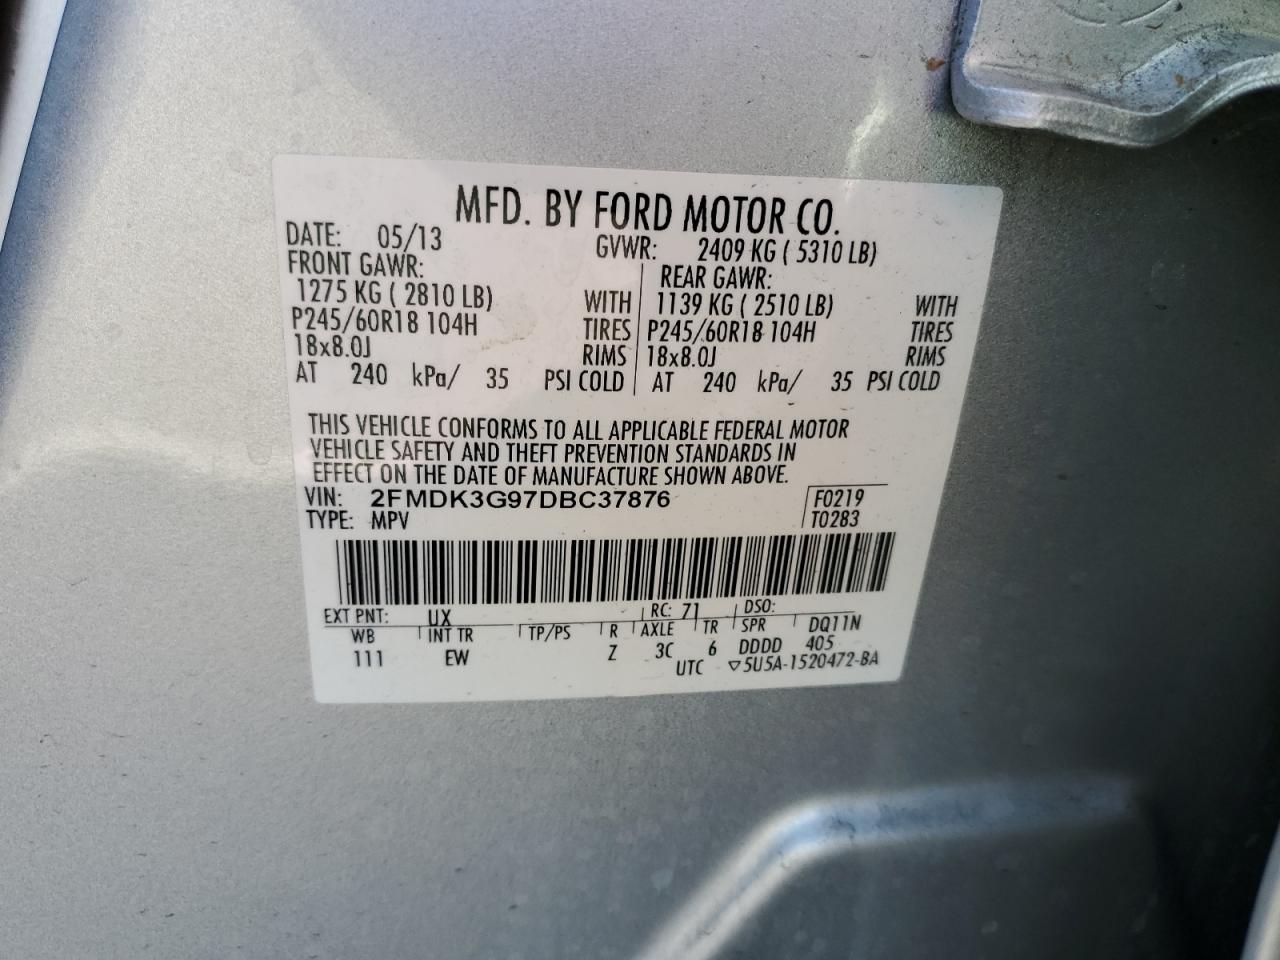 MFD. BY FORD MOTOR CO.
DATE: 05/13 GVWR: 2409 KG ( 5310 LB)
FRONT GAWR: REAR GAWR:
1275 KG ( 2810 LB) WITH 1139 KG ( 2510 LB) WITH
P245/60R18 104H TIRES P245/60R18 104H TIRES
18x8.0J RIMS 18x8.0J RIMS
AT 240 kPa/ 35 PSI COLD AT 240 kPa/ 35 PSI COLD
THIS VEHICLE CONFORMS TO ALL APPLICABLE FEDERAL MOTOR
VEHICLE SAFETY AND THEFT PREVENTION STANDARDS IN
EFFECT ON THE DATE OF MANUFACTURE SHOWN ABOVE.
VIN: 2FMDK3G97DBC37876 F0219
TYPE: MPV T0283
EXT PNT: UX RC: 71 DSO:
WB INT TR TP/PS R AXLE TR SPR DQ11N
111 EW Z 3C 6 DDDD 405
UTC ▽5U5A-1520472-BA